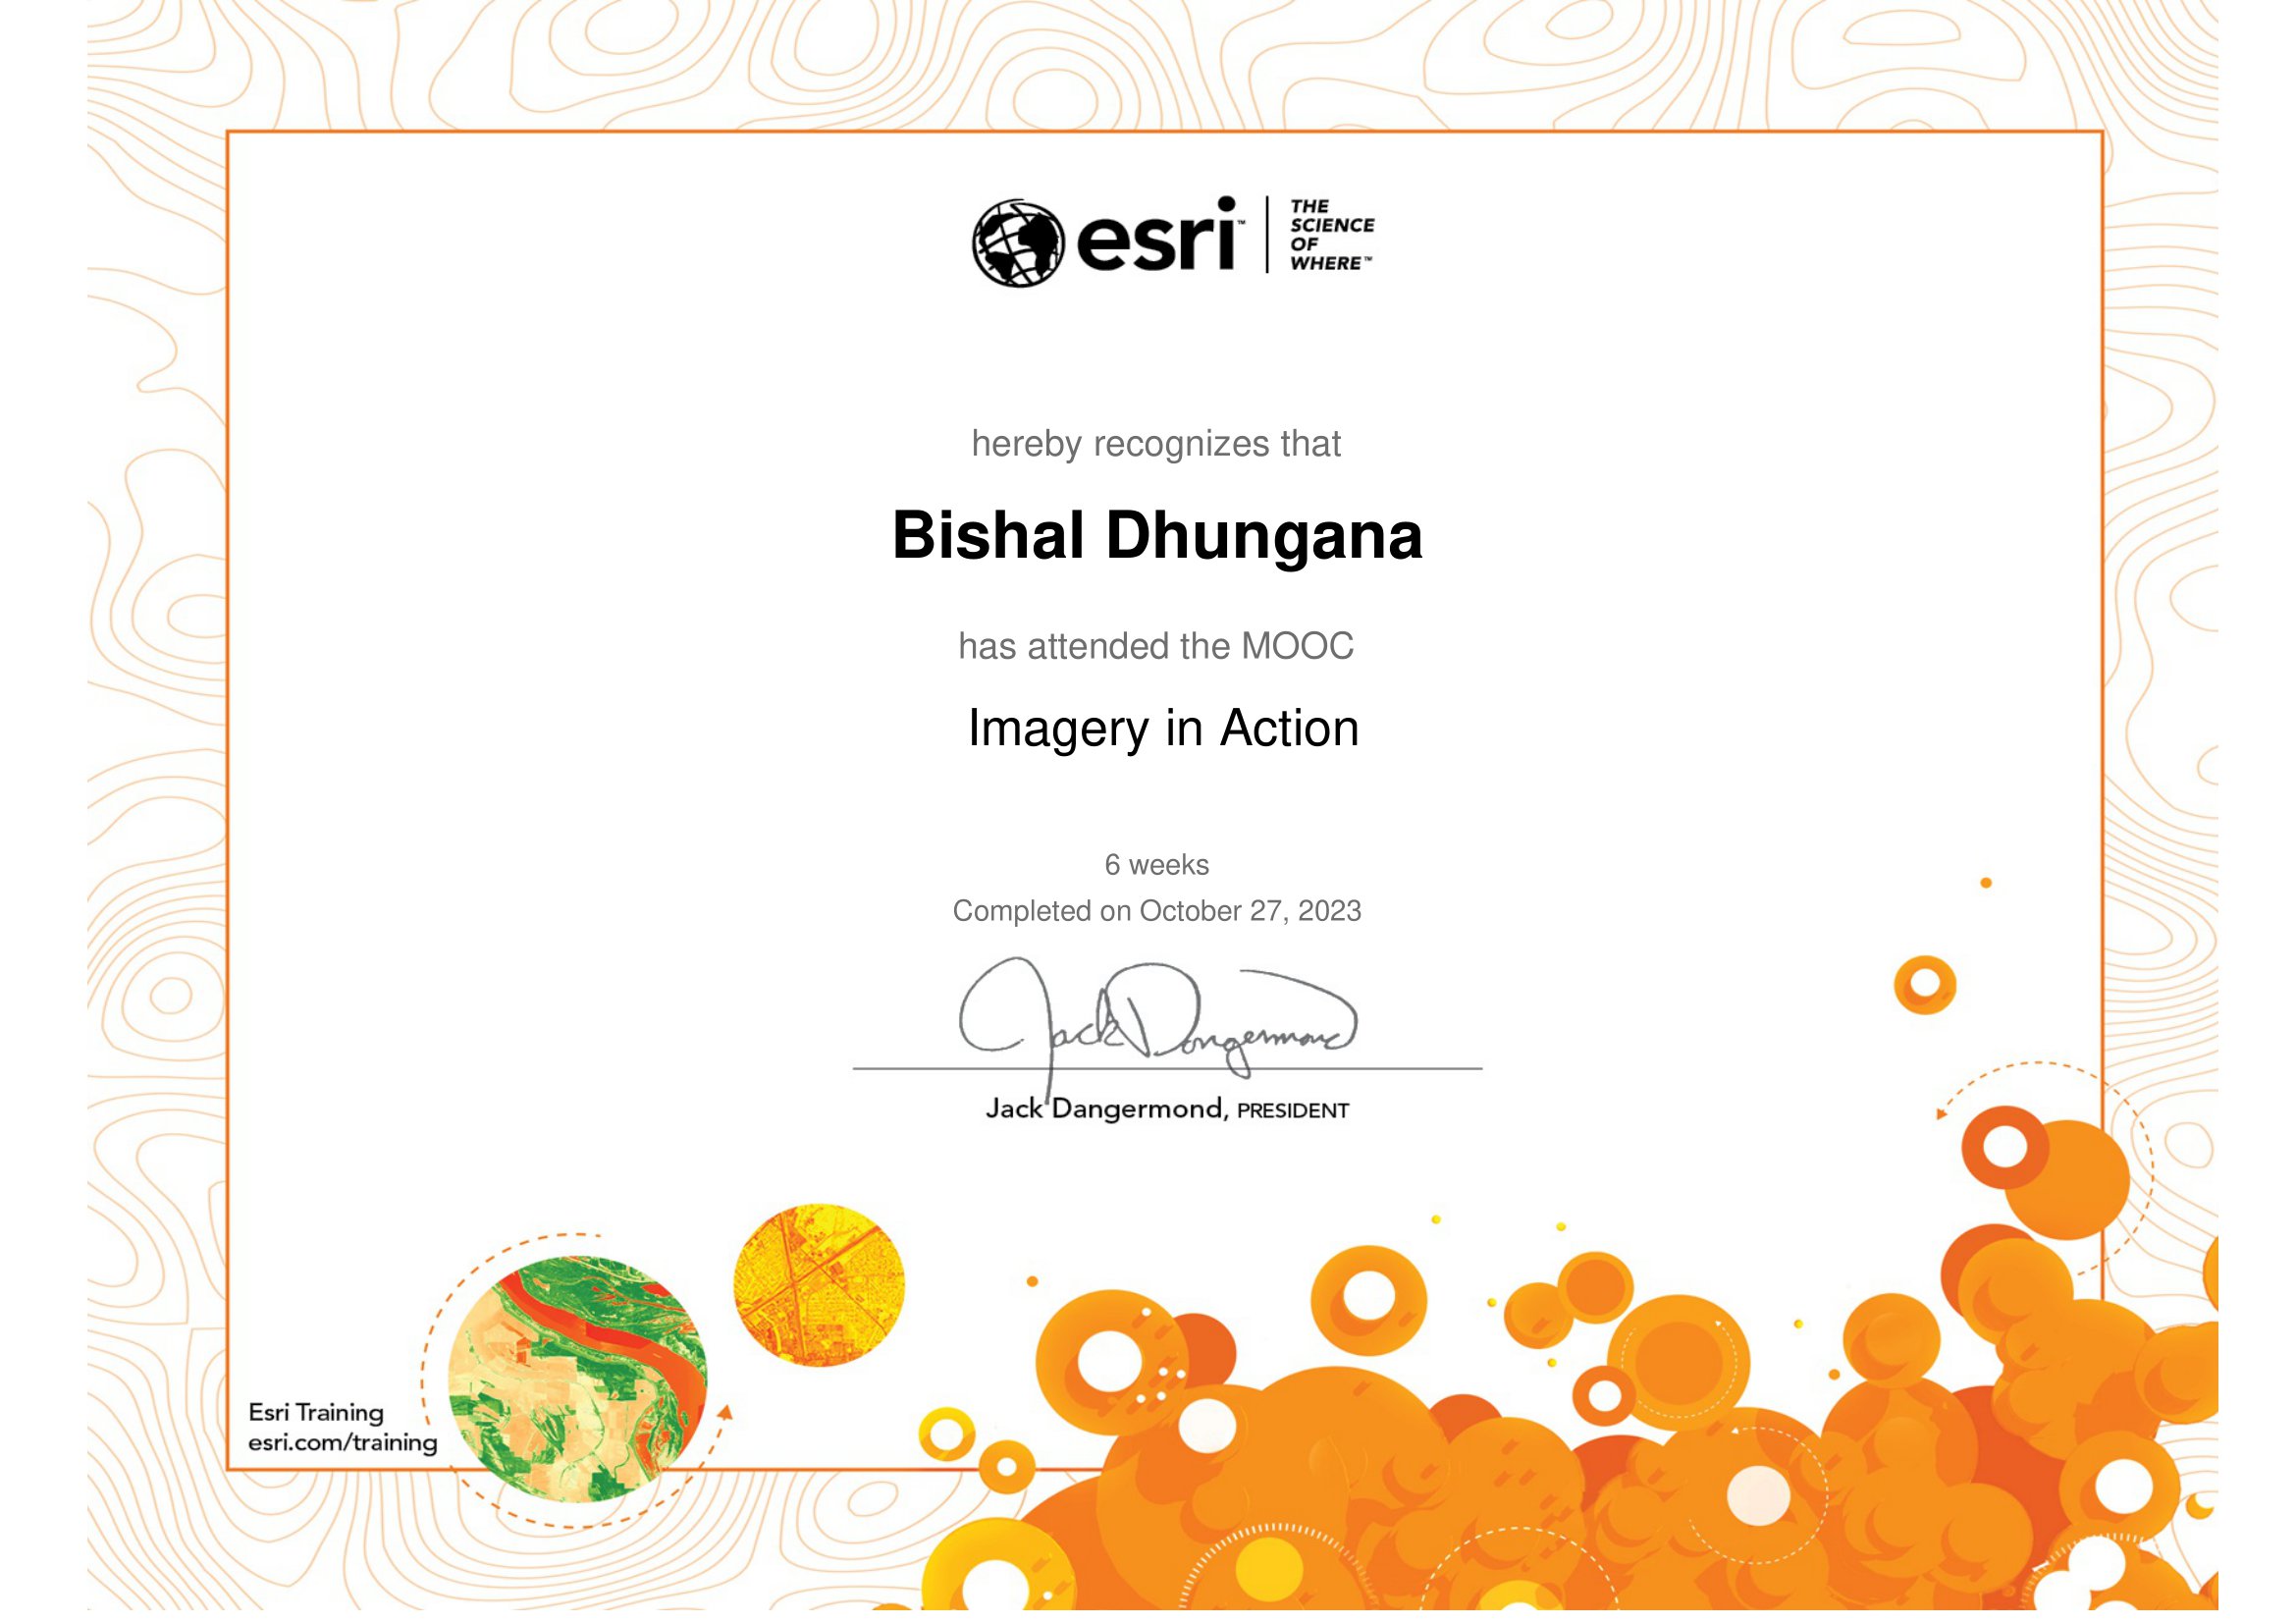 esri™
THE
SCIENCE
OF
WHERE™
hereby recognizes that
Bishal Dhungana
has attended the MOOC
Imagery in Action
6 weeks
Completed on October 27, 2023
Jack Dangermond
Jack Dangermond, PRESIDENT
Esri Training
esri.com/training